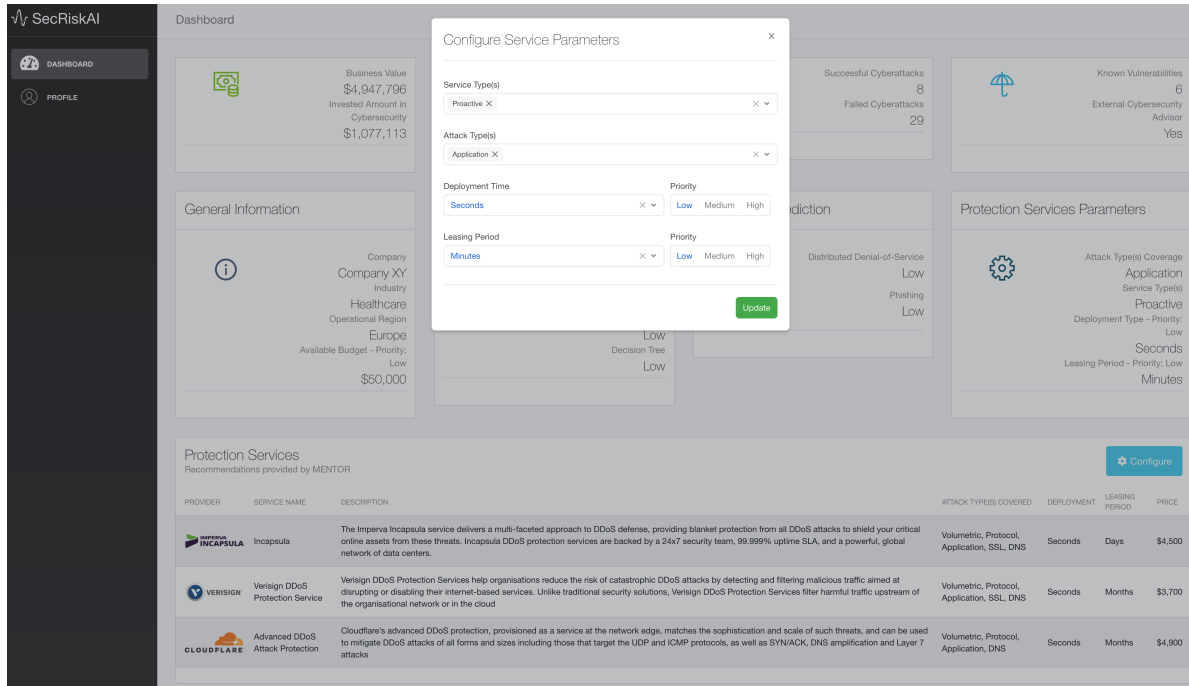 SecRiskAI
DASHBOARD
PROFILE
Dashboard
Business Value
$4,947,796
Invested Amount in
Cybersecurity
$1,077,113
Successful Cyberattacks
8
Failed Cyberattacks
29
Known Vulnerabilities
6
External Cybersecurity
Advisor
Yes
Configure Service Parameters
×
Service Type(s)
Proactive ×
Attack Type(s)
Application ×
Deployment Time
Priority
Seconds
Low Medium High
Leasing Period
Priority
Minutes
Low Medium High
Update
General Information
Company
Company XY
Industry
Healthcare
Operational Region
Europe
Available Budget - Priority:
Low
$50,000
Low
Decision Tree
Low
diction
Distributed Denial-of-Service
Low
Phishing
Low
Protection Services Parameters
Attack Type(s) Coverage
Application
Service Type(s)
Proactive
Deployment Type - Priority:
Low
Seconds
Leasing Period - Priority: Low
Minutes
Protection Services
Recommendations provided by MENTOR
Configure
PROVIDER SERVICE NAME DESCRIPTION ATTACK TYPE(S) COVERED DEPLOYMENT LEASING PERIOD PRICE
IMPERVA
INCAPSULA
Incapsula
The Imperva Incapsula service delivers a multi-faceted approach to DDoS defense, providing blanket protection from all DDoS attacks to shield your critical
online assets from these threats. Incapsula DDoS protection services are backed by a 24x7 security team, 99.999% uptime SLA, and a powerful, global
network of data centers.
Volumetric, Protocol,
Application, SSL, DNS
Seconds
Days
$4,500
VERISIGN
Verisign DDoS
Protection Service
Verisign DDoS Protection Services help organisations reduce the risk of catastrophic DDoS attacks by detecting and filtering malicious traffic aimed at
disrupting or disabling their internet-based services. Unlike traditional security solutions, Verisign DDoS Protection Services filter harmful traffic upstream of
the organisational network or in the cloud
Volumetric, Protocol,
Application, SSL, DNS
Seconds
Months
$3,700
CLOUDFLARE
Advanced DDoS
Attack Protection
Cloudflare's advanced DDoS protection, provisioned as a service at the network edge, matches the sophistication and scale of such threats, and can be used
to mitigate DDoS attacks of all forms and sizes including those that target the UDP and ICMP protocols, as well as SYN/ACK, DNS amplification and Layer 7
attacks
Volumetric, Protocol,
Application, DNS
Seconds
Months
$4,900